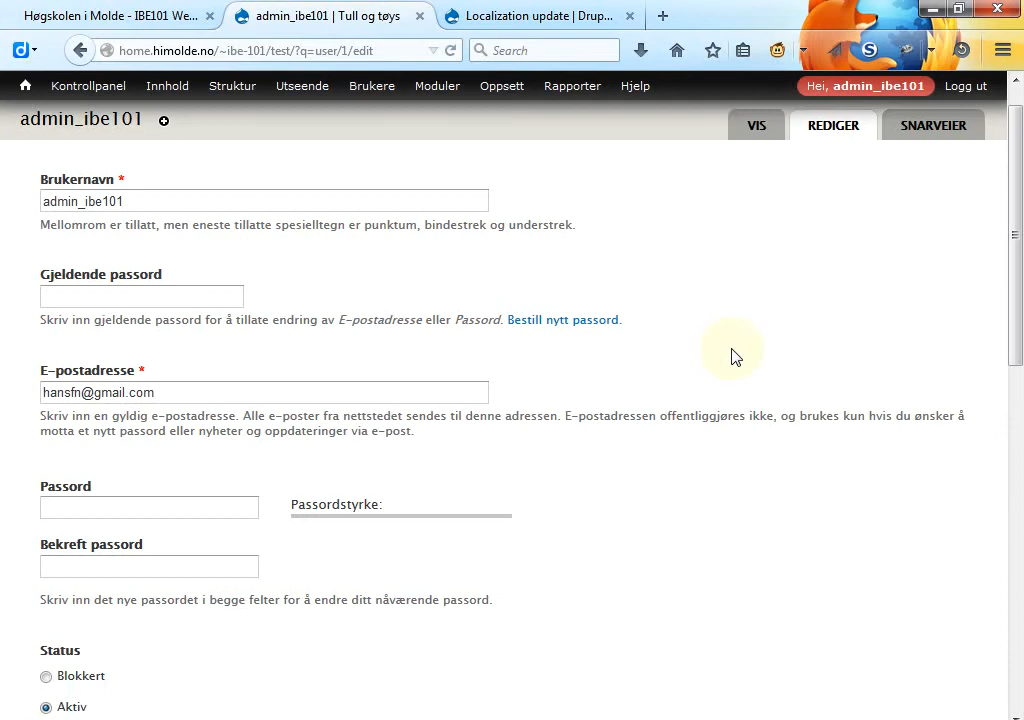 Høgskolen i Molde - IBE101 We...
admin_ibe101 | Tull og tøys
Localization update | Drup...
home.himolde.no/~ibe-101/test/?q=user/1/edit
Search
Kontrollpanel Innhold Struktur Utseende Brukere Moduler Oppsett Rapporter Hjelp
Hei, admin_ibe101 Logg ut
admin_ibe101
VIS REDIGER SNARVEIER
Brukernavn *
admin_ibe101
Mellomrom er tillatt, men eneste tillatte spesielltegn er punktum, bindestrek og understrek.
Gjeldende passord
Skriv inn gjeldende passord for å tillate endring av E-postadresse eller Passord. Bestill nytt passord.
E-postadresse *
hansfn@gmail.com
Skriv inn en gyldig e-postadresse. Alle e-poster fra nettstedet sendes til denne adressen. E-postadressen offentliggjøres ikke, og brukes kun hvis du ønsker å
motta et nytt passord eller nyheter og oppdateringer via e-post.
Passord
Passordstyrke:
Bekreft passord
Skriv inn det nye passordet i begge felter for å endre ditt nåværende passord.
Status
Blokkert
Aktiv